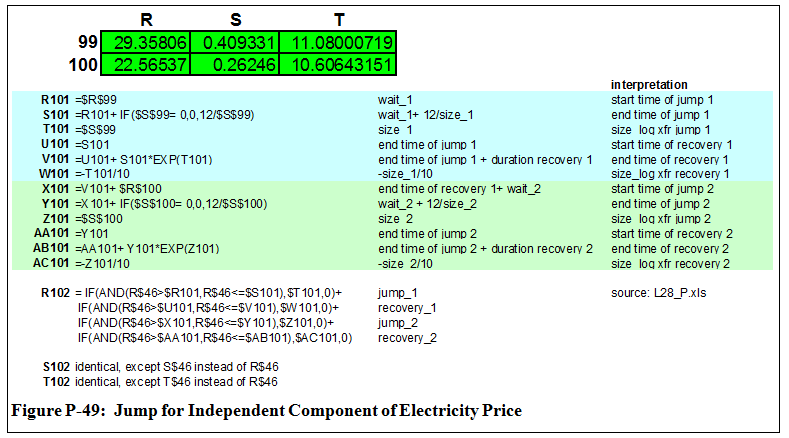 R S T
99 29.35806 0.409331 11.08000719
100 22.56537 0.26246 10.60643151
interpretation
R101 =$R$99 wait_1 start time of jump 1
S101 =R101+ IF($S$99= 0,0,12/$S$99) wait_1+ 12/size_1 end time of jump 1
T101 =$S$99 size_1 size_log xfr jump 1
U101 =S101 end time of jump 1 start time of recovery 1
V101 =U101+ S101*EXP(T101) end time of jump 1 + duration recovery 1 end time of recovery 1
W101 =-T101/10 -size_1/10 size_log xfr recovery 1
X101 =V101+ $R$100 end time of recovery 1+ wait_2 start time of jump 2
Y101 =X101+ IF($S$100= 0,0,12/$S$100) wait_2 + 12/size_2 end time of jump 2
Z101 =$S$100 size 2 size_log xfr jump 2
AA101 =Y101 end time of jump 2 start time of recovery 2
AB101 =AA101+ Y101*EXP(Z101) end time of jump 2 + duration recovery 2 end time of recovery 2
AC101 =-Z101/10 -size 2/10 size_log xfr recovery 2
R102 = IF(AND(R$46>$R101,R$46<=$S101),$T101,0)+ jump_1 source: L28_P.xls
IF(AND(R$46>$U101,R$46<=$V101),$W101,0)+ recovery_1
IF(AND(R$46>$X101,R$46<=$Y101),$Z101,0)+ jump_2
IF(AND(R$46>$AA101,R$46<=$AB101),$AC101,0) recovery_2
S102 identical, except S$46 instead of R$46
T102 identical, except T$46 instead of R$46
Figure P-49: Jump for Independent Component of Electricity Price